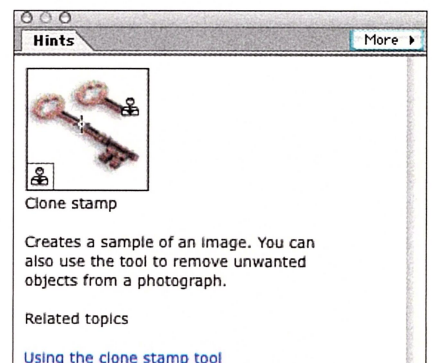 Hints
More
Clone stamp
Creates a sample of an image. You can
also use the tool to remove unwanted
objects from a photograph.
Related topics
Using the clone stamp tool